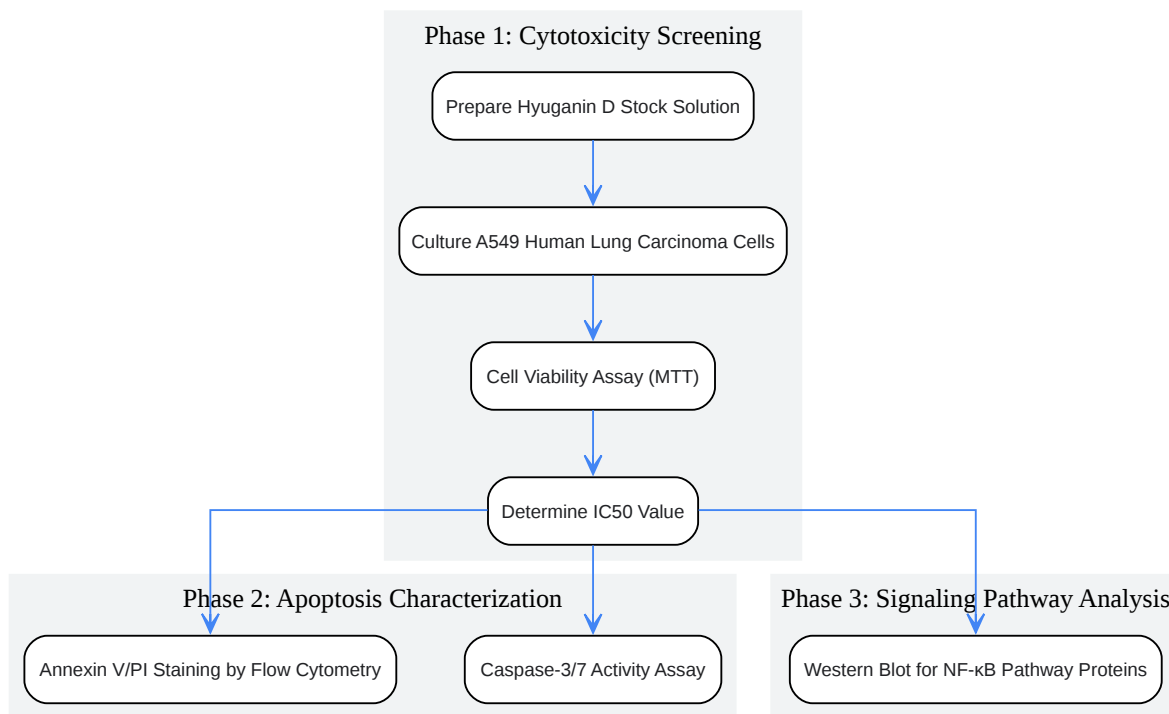 Phase 1: Cytotoxicity Screening
Prepare Hyuganin D Stock Solution
Culture A549 Human Lung Carcinoma Cells
Cell Viability Assay (MTT)
Determine IC50 Value
Phase 2: Apoptosis Characterization
Annexin V/PI Staining by Flow Cytometry
Caspase-3/7 Activity Assay
Phase 3: Signaling Pathway Analysis
Western Blot for NF-κB Pathway Proteins